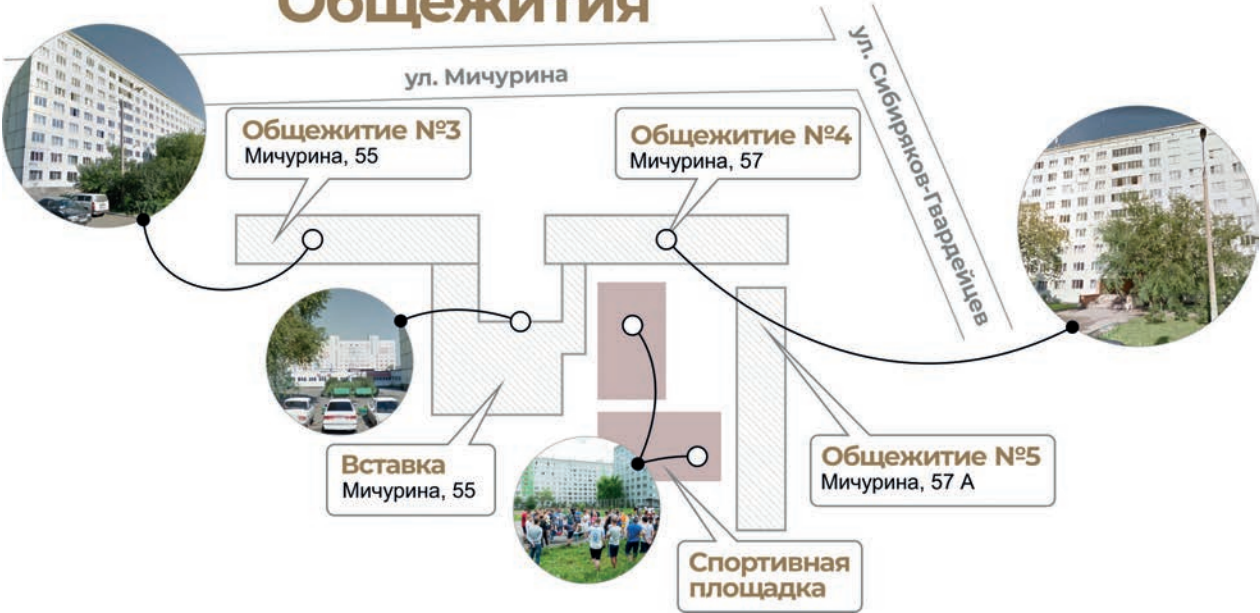 Общежития
ул. Мичурина
ул. Сибиряков-Гвардейцев
Общежитие №3
Мичурина, 55
Общежитие №4
Мичурина, 57
Вставка
Мичурина, 55
Общежитие №5
Мичурина, 57 А
Спортивная
площадка